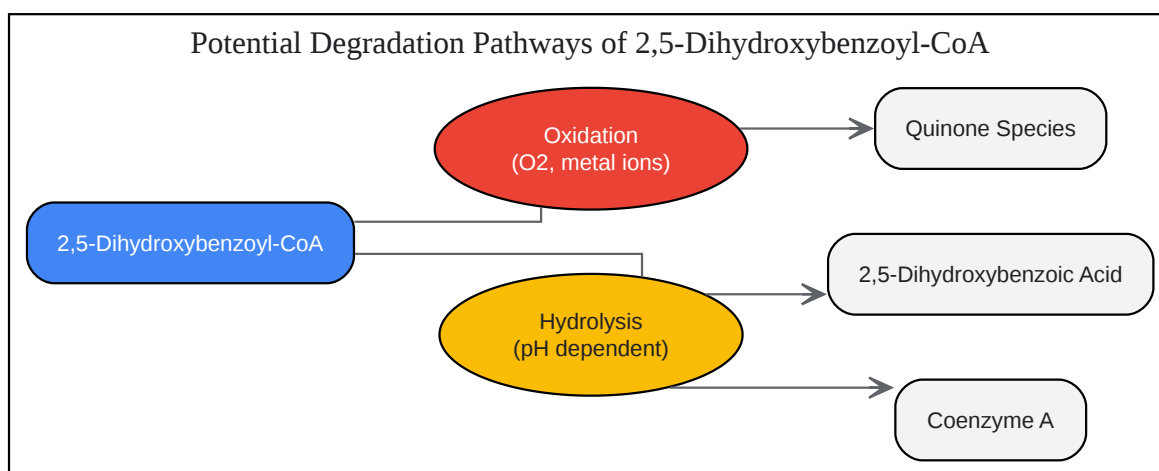 Potential Degradation Pathways of 2,5-Dihydroxybenzoyl-CoA
Oxidation
(O2, metal ions)
Quinone Species
2,5-Dihydroxybenzoyl-CoA
2,5-Dihydroxybenzoic Acid
Hydrolysis
(pH dependent)
Coenzyme A